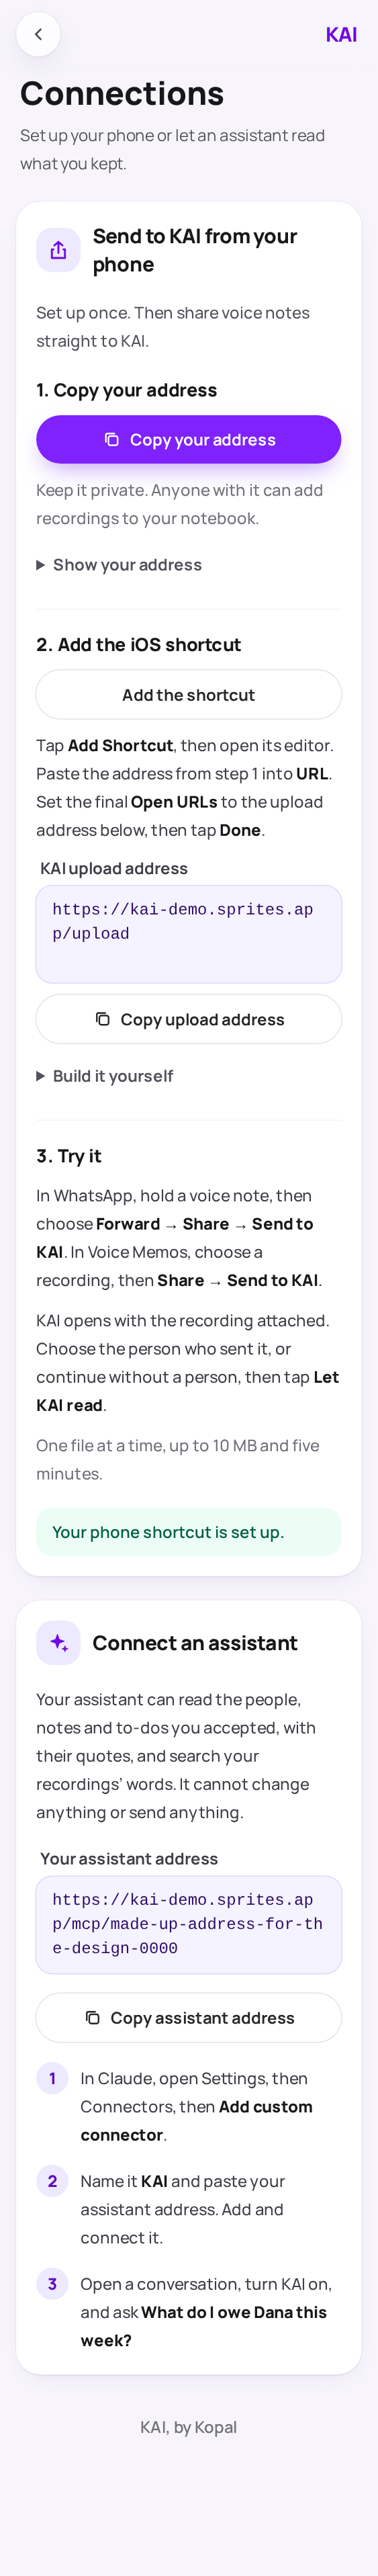 KAI
Connections
Set up your phone or let an assistant read
what you kept.
Send to KAI from your
phone
Set up once. Then share voice notes
straight to KAI.
1. Copy your address
Copy your address
Keep it private. Anyone with it can add
recordings to your notebook.
▶ Show your address
2. Add the iOS shortcut
Add the shortcut
Tap Add Shortcut, then open its editor.
Paste the address from step 1 into URL.
Set the final Open URLs to the upload
address below, then tap Done.
KAI upload address
https://kai-demo.sprites.ap
p/upload
Copy upload address
▶ Build it yourself
3. Try it
In WhatsApp, hold a voice note, then
choose Forward → Share → Send to
KAI. In Voice Memos, choose a
recording, then Share → Send to KAI.
KAI opens with the recording attached.
Choose the person who sent it, or
continue without a person, then tap Let
KAI read.
One file at a time, up to 10 MB and five
minutes.
Your phone shortcut is set up.
Connect an assistant
Your assistant can read the people,
notes and to-dos you accepted, with
their quotes, and search your
recordings’ words. It cannot change
anything or send anything.
Your assistant address
https://kai-demo.sprites.ap
p/mcp/made-up-address-for-th
e-design-0000
Copy assistant address
1 In Claude, open Settings, then
Connectors, then Add custom
connector.
2 Name it KAI and paste your
assistant address. Add and
connect it.
3 Open a conversation, turn KAI on,
and ask What do I owe Dana this
week?
KAI, by Kopal